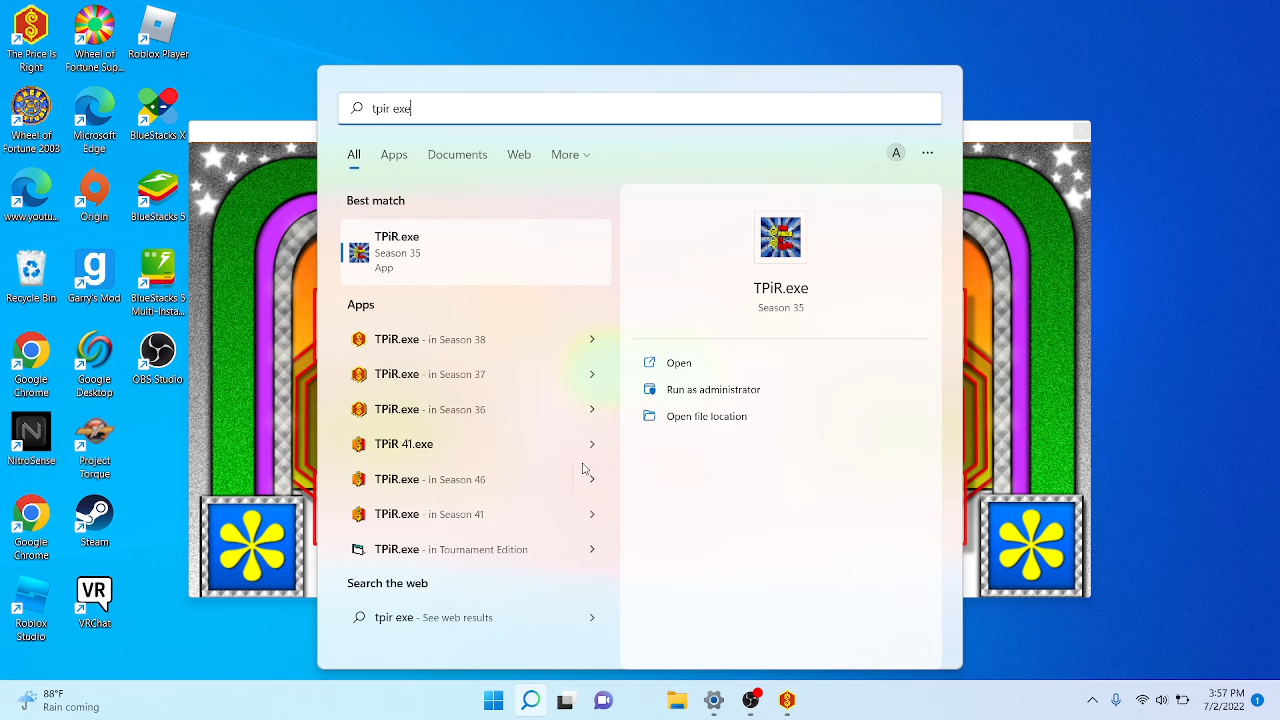 The Price Is
Right
Wheel of
Fortune Sup...
Roblox Player
Wheel of
Fortune 2003
Microsoft
Edge
BlueStacks X
www.youtu...
Origin
BlueStacks 5
Recycle Bin
Garry's Mod
BlueStacks 5
Multi-Insta...
Google
Chrome
Google
Desktop
OBS Studio
NitroSense
Project
Torque
Google
Chrome
Steam
Roblox
Studio
VR
VRChat
tpir exe
All Apps Documents Web More
A
Best match
TPiR.exe
Season 35
App
Apps
TPiR.exe - in Season 38
TPiR.exe - in Season 37
TPiR.exe - in Season 36
TPiR 41.exe
TPiR.exe - in Season 46
TPiR.exe - in Season 41
TPiR.exe - in Tournament Edition
Search the web
tpir exe - See web results
TPiR.exe
Season 35
Open
Run as administrator
Open file location
88°F
Rain coming
3:57 PM
7/2/2022
1